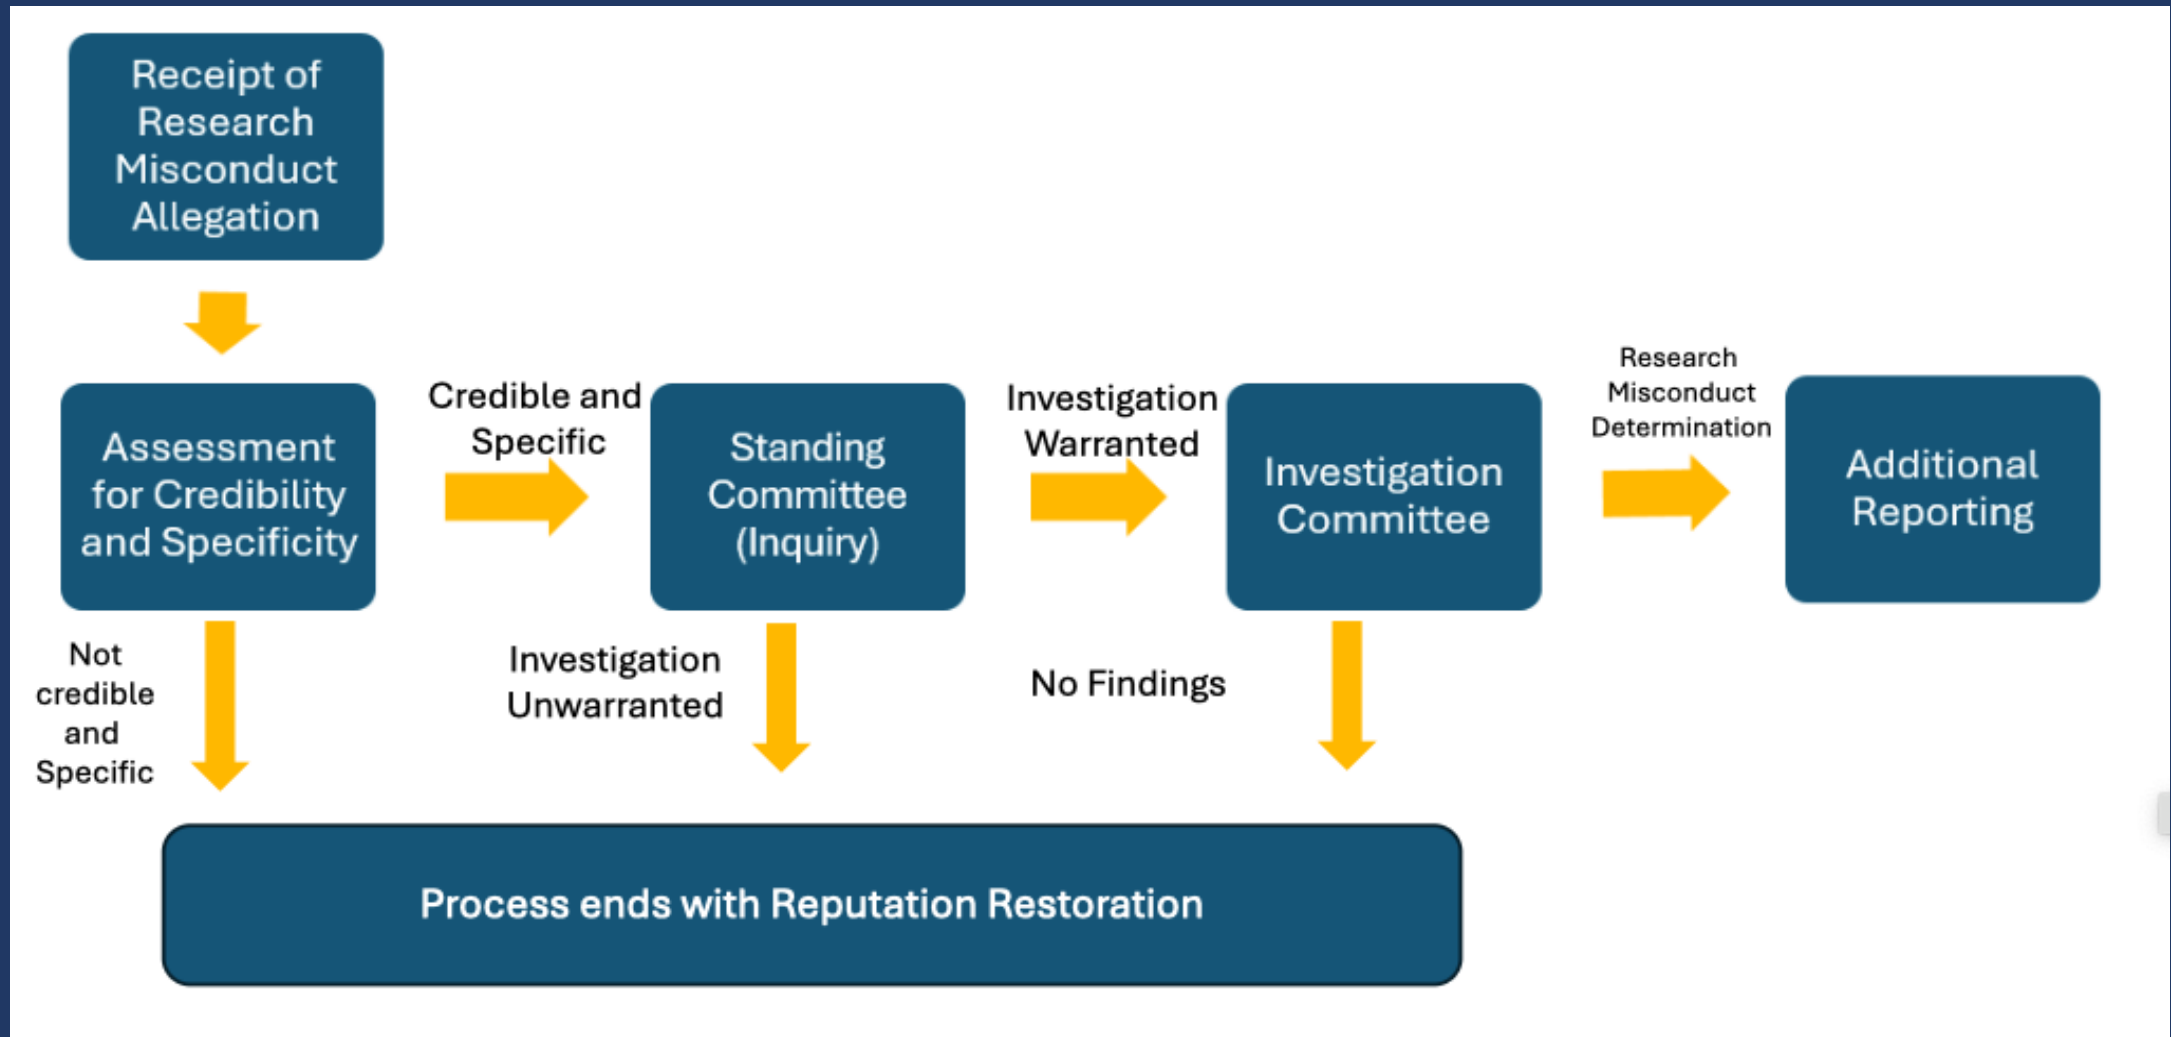 Receipt of
Research
Misconduct
Allegation
Assessment
for Credibility
and Specificity
Credible and
Specific
Standing
Committee
(Inquiry)
Investigation
Warranted
Investigation
Committee
Research
Misconduct
Determination
Additional
Reporting
Not
credible
and
Specific
Investigation
Unwarranted
No Findings
Process ends with Reputation Restoration